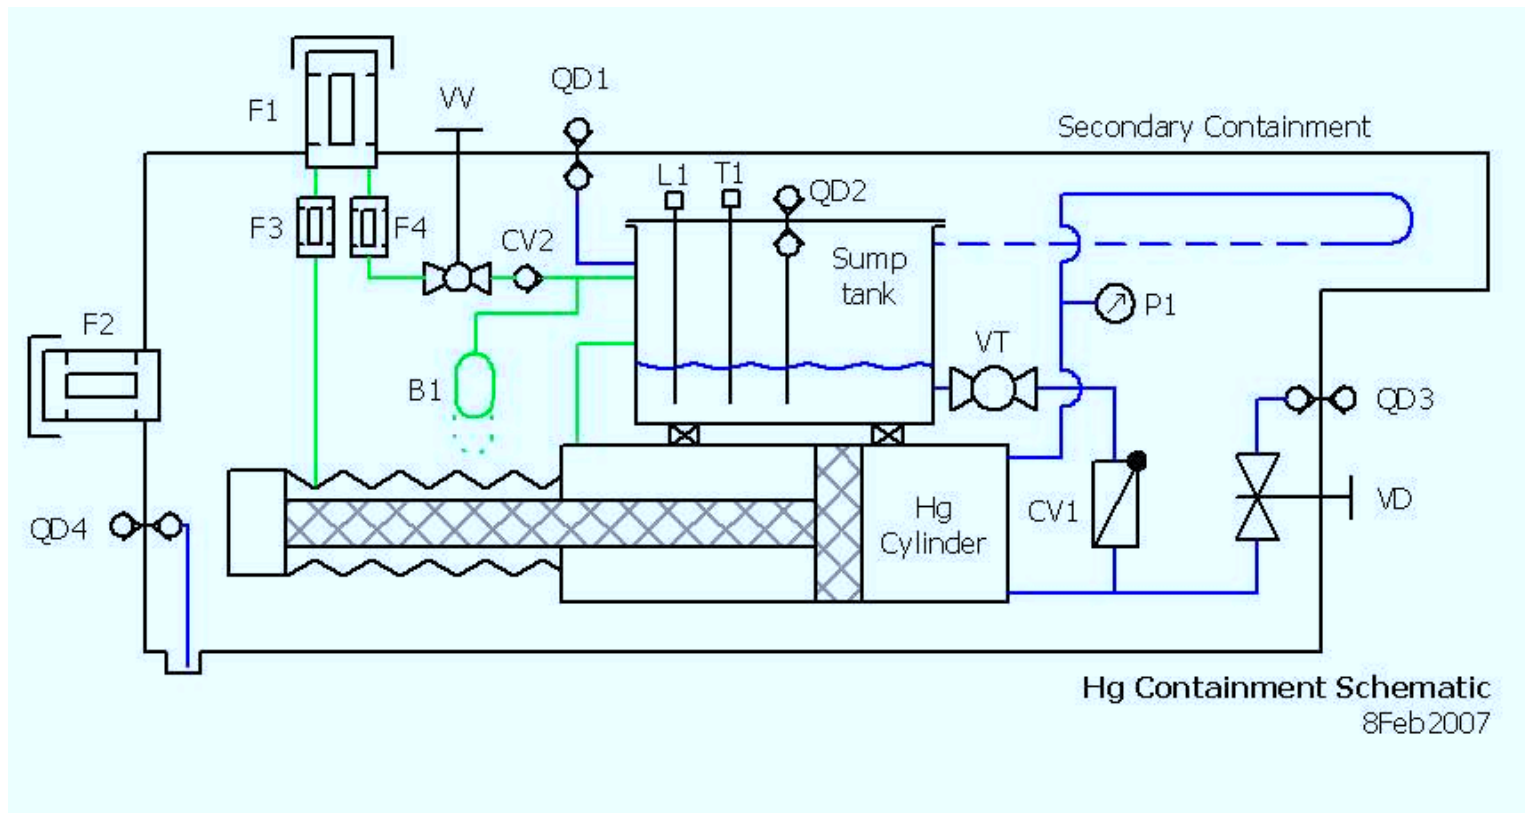 QD1
VV
F1
Secondary Containment
L1
T1
QD2
F3
F4
CV2
Sump
tank
P1
F2
VT
B1
QD3
QD4
Hg
Cylinder
CV1
VD
Hg Containment Schematic
8Feb2007